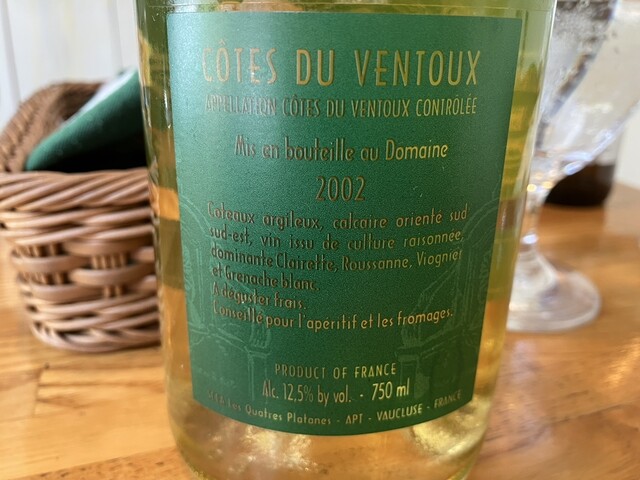 CÔTES DU VENTOUX
APPELLATION CÔTES DU VENTOUX CONTRÔLÉE
Mis en bouteille au Domaine
2002
Coteaux argileux, calcaire orienté sud
sud-est, vin issu de culture raisonnée,
dominante Clairette, Roussanne, Viognier
et Grenache blanc.
A déguster frais.
Conseillé pour l'apéritif et les fromages.
PRODUCT OF FRANCE
Alc. 12,5% by vol. - 750 ml
Les Quatres Platanes - APT - VAUCLUSE - FRANCE